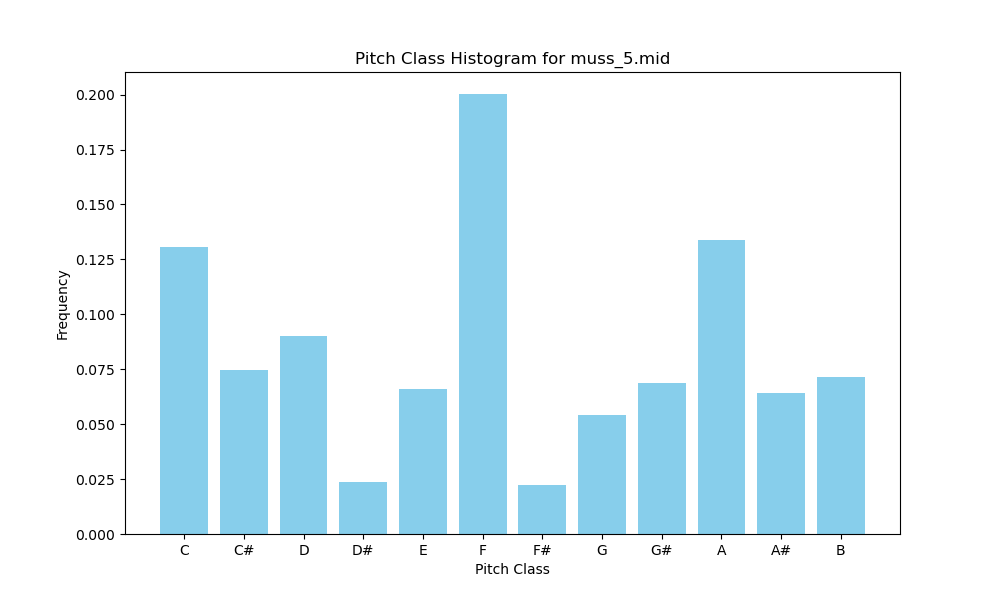 Pitch Class Histogram for muss_5.mid
Frequency
0.200
0.175
0.150
0.125
0.100
0.075
0.050
0.025
0.000
C C# D D# E F F# G G# A A# B
Pitch Class